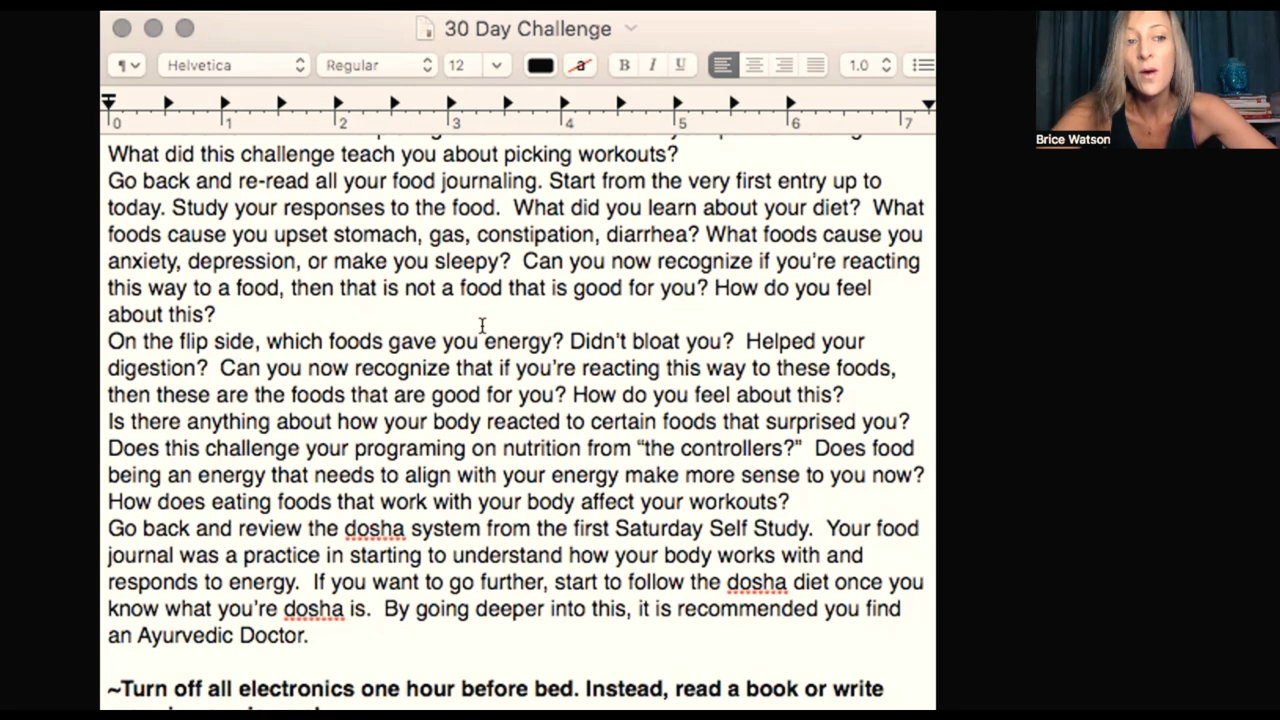 30 Day Challenge
¶ Helvetica Regular 12 a B I U 1.0
0 1 2 3 4 5 6 7
What did this challenge teach you about picking workouts?
Go back and re-read all your food journaling. Start from the very first entry up to
today. Study your responses to the food.  What did you learn about your diet?  What
foods cause you upset stomach, gas, constipation, diarrhea? What foods cause you
anxiety, depression, or make you sleepy?  Can you now recognize if you're reacting
this way to a food, then that is not a food that is good for you? How do you feel
about this?
On the flip side, which foods gave you energy? Didn't bloat you?  Helped your
digestion?  Can you now recognize that if you're reacting this way to these foods,
then these are the foods that are good for you? How do you feel about this?
Is there anything about how your body reacted to certain foods that surprised you?
Does this challenge your programing on nutrition from “the controllers?”  Does food
being an energy that needs to align with your energy make more sense to you now?
How does eating foods that work with your body affect your workouts?
Go back and review the dosha system from the first Saturday Self Study.  Your food
journal was a practice in starting to understand how your body works with and
responds to energy.  If you want to go further, start to follow the dosha diet once you
know what you're dosha is.  By going deeper into this, it is recommended you find
an Ayurvedic Doctor.
~Turn off all electronics one hour before bed. Instead, read a book or write
Brice Watson